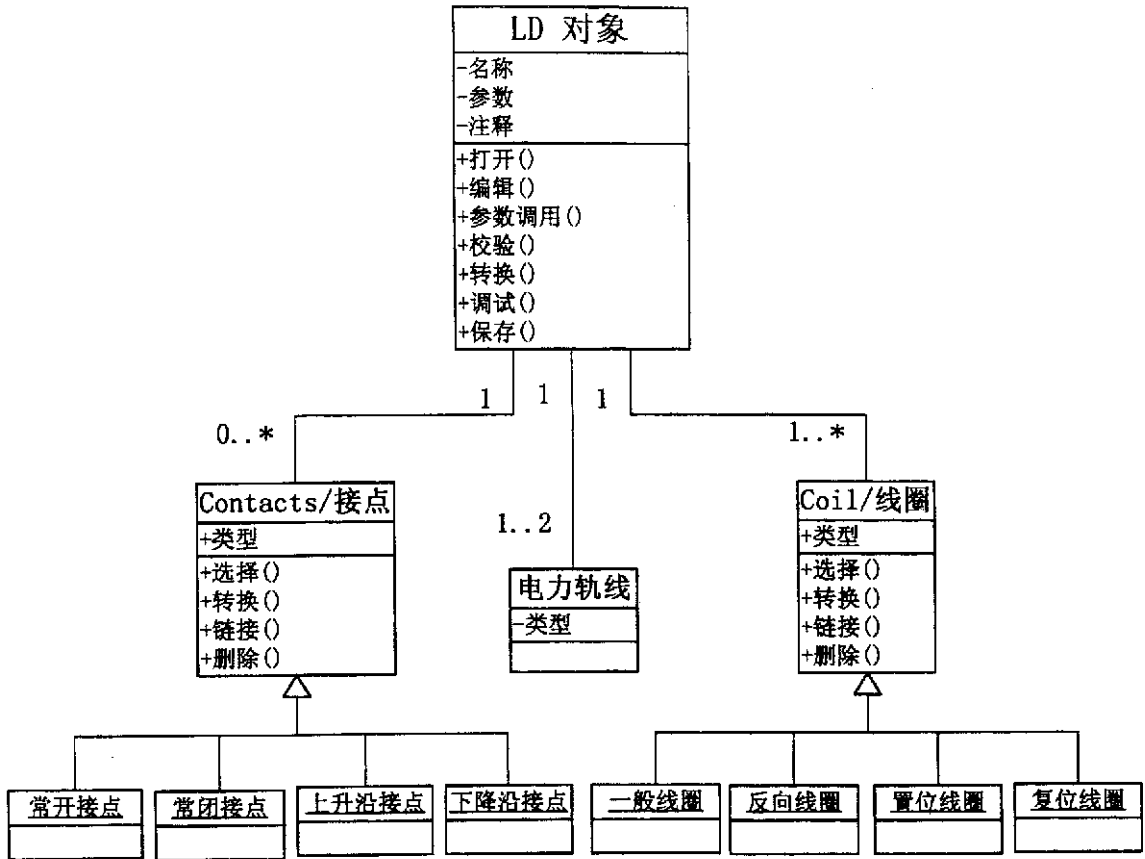 LD 对象
-名称
-参数
-注释
+打开()
+编辑()
+参数调用()
+校验()
+转换()
+调试()
+保存()
1
1
1
0..*
1..2
1..*
Contacts/接点
+类型
+选择()
+转换()
+链接()
+删除()
电力轨线
-类型
Coil/线圈
+类型
+选择()
+转换()
+链接()
+删除()
常开接点
常闭接点
上升沿接点
下降沿接点
一般线圈
反向线圈
置位线圈
复位线圈